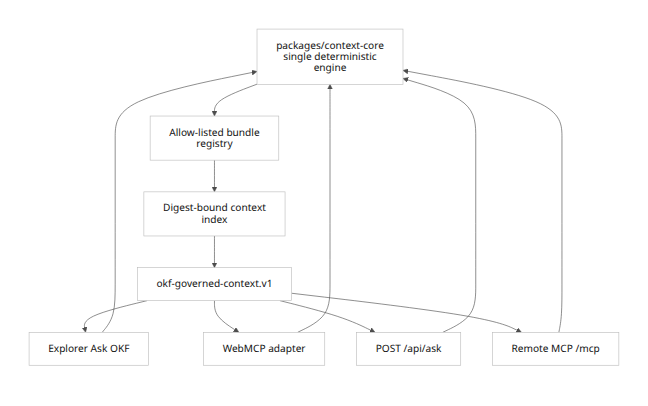 packages/context-core
single deterministic
engine
Allow-listed bundle
registry
Digest-bound context
index
okf-governed-context.v1
Explorer Ask OKF
WebMCP adapter
POST /api/ask
Remote MCP /mcp